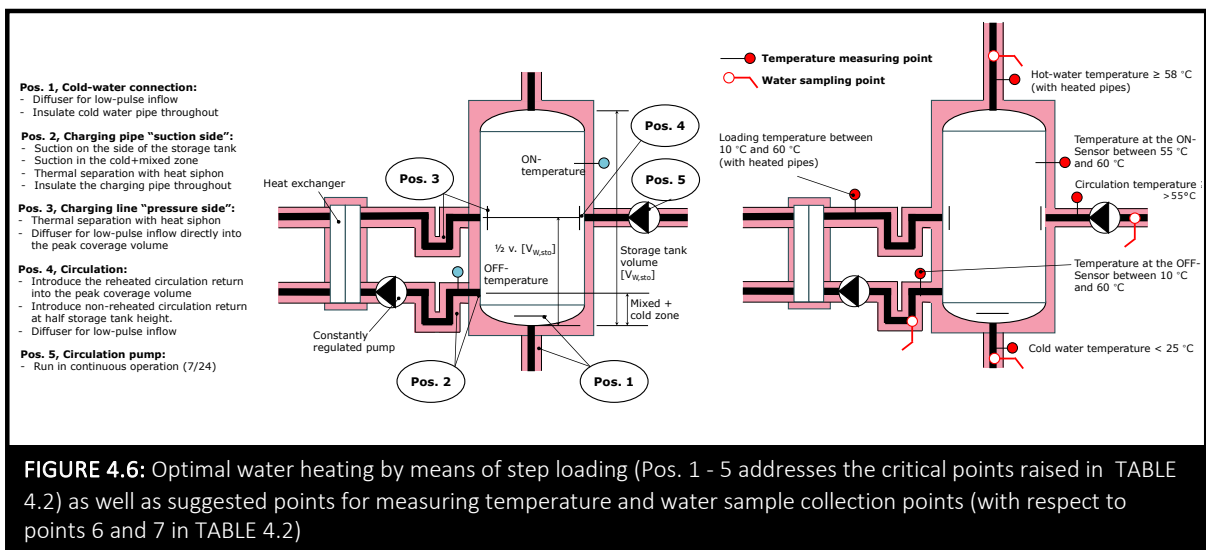 Pos. 1, Cold-water connection:
- Diffuser for low-pulse inflow
- Insulate cold water pipe throughout
Pos. 2, Charging pipe “suction side”:
- Suction on the side of the storage tank
- Suction in the cold+mixed zone
- Thermal separation with heat siphon
- Insulate the charging pipe throughout
Pos. 3, Charging line “pressure side”:
- Thermal separation with heat siphon
- Diffuser for low-pulse inflow directly into
the peak coverage volume
Pos. 4, Circulation:
- Introduce the reheated circulation return
into the peak coverage volume
- Introduce non-reheated circulation return
at half storage tank height.
- Diffuser for low-pulse inflow
Pos. 5, Circulation pump:
- Run in continuous operation (7/24)
Heat exchanger
Pos. 3
ON-
temperature
Pos. 4
Pos. 5
½ v. [V_W,sto]
OFF-
temperature
Storage tank
volume
[V_W,sto]
Mixed +
cold zone
Constantly
regulated pump
Pos. 2
Pos. 1
Temperature measuring point
Water sampling point
Loading temperature between
10 °C and 60 °C
(with heated pipes)
Hot-water temperature ≥ 58 °C
(with heated pipes)
Temperature at the ON-
Sensor between 55 °C
and 60 °C
Circulation temperature
>55°C
Temperature at the OFF-
Sensor between 10 °C
and 60 °C
Cold water temperature < 25 °C
FIGURE 4.6: Optimal water heating by means of step loading (Pos. 1 - 5 addresses the critical points raised in TABLE
4.2) as well as suggested points for measuring temperature and water sample collection points (with respect to
points 6 and 7 in TABLE 4.2)